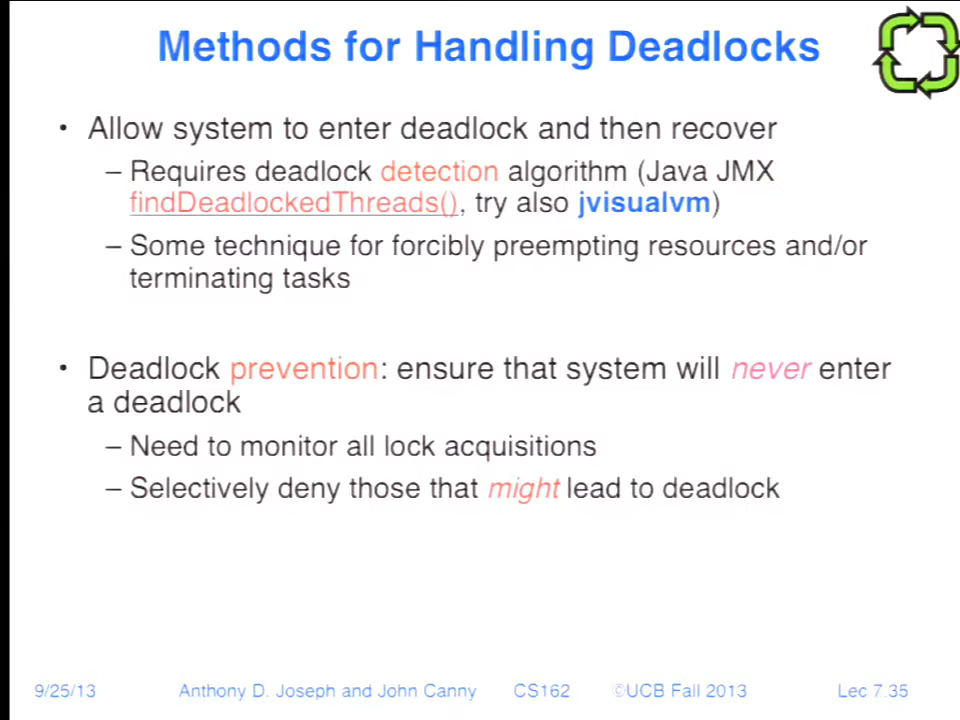 Methods for Handling Deadlocks
• Allow system to enter deadlock and then recover
– Requires deadlock detection algorithm (Java JMX
findDeadlockedThreads(), try also jvisualvm)
– Some technique for forcibly preempting resources and/or
terminating tasks
• Deadlock prevention: ensure that system will never enter
a deadlock
– Need to monitor all lock acquisitions
– Selectively deny those that might lead to deadlock
9/25/13 Anthony D. Joseph and John Canny CS162 ©UCB Fall 2013 Lec 7.35